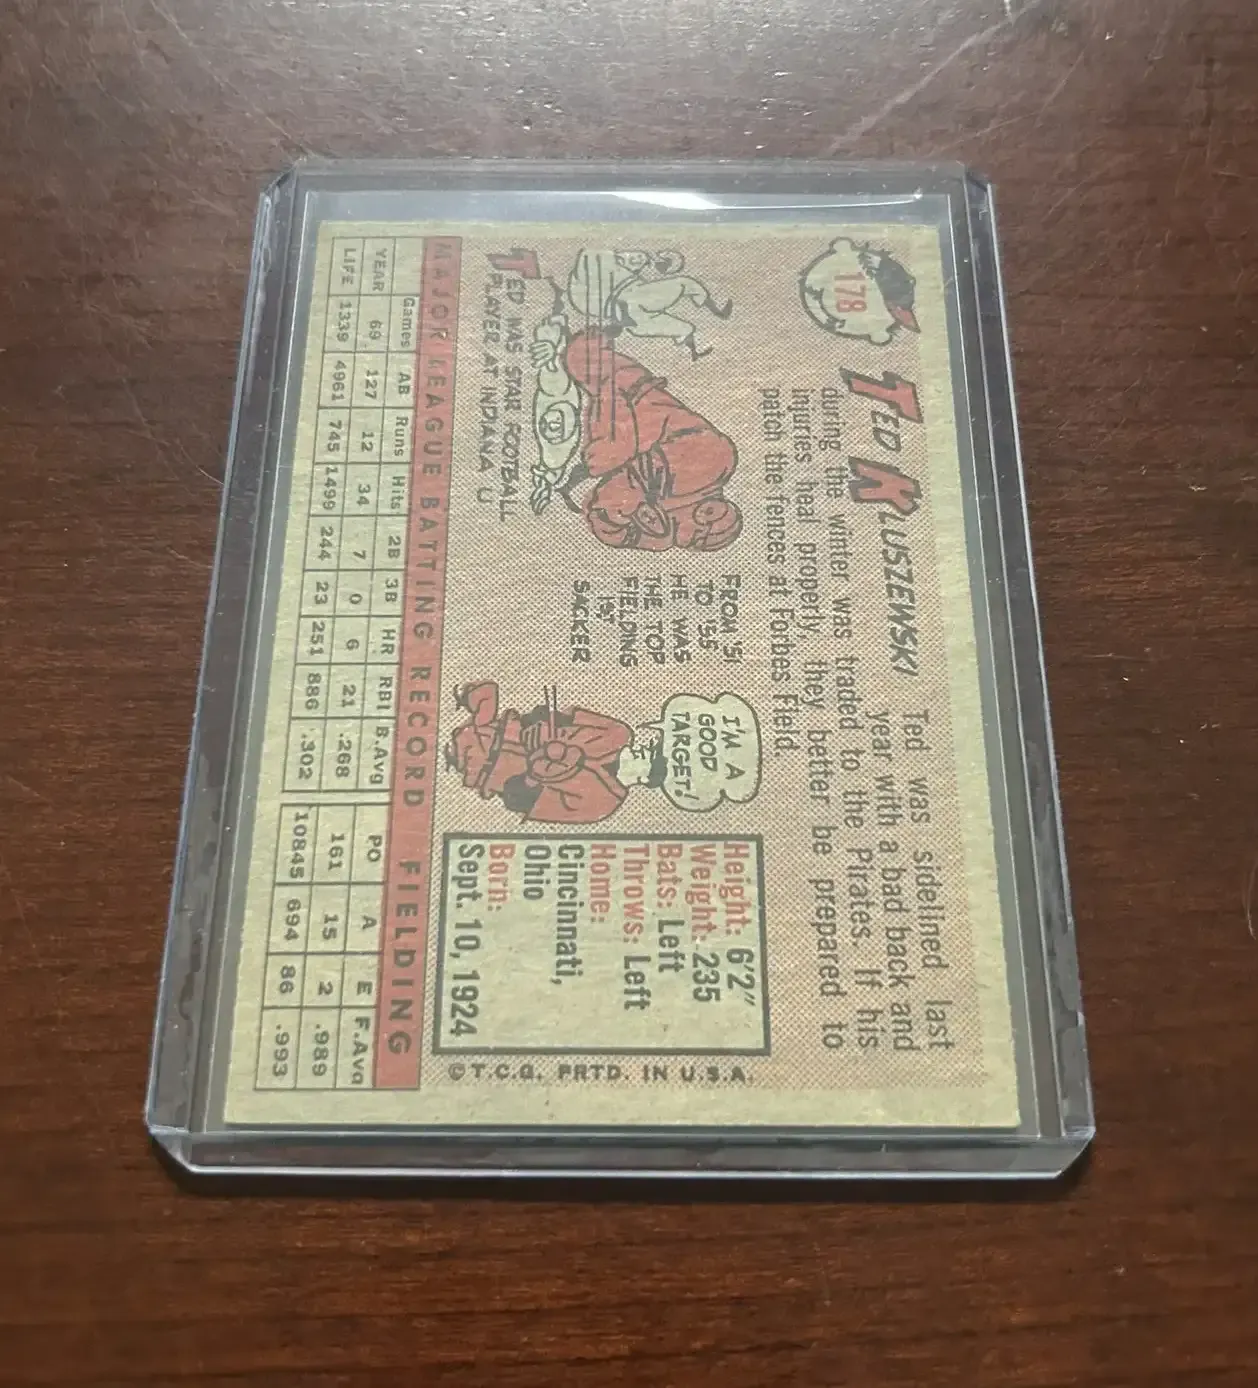 178
TED KLUSZEWSKI
Ted was sidelined last
year with a bad back and
during the winter was traded to the Pirates. If his
injuries heal properly, they better be prepared to
patch the fences at Forbes Field.
TED WAS STAR FOOTBALL
PLAYER AT INDIANA U
FROM '51
TO '55
HE WAS
THE TOP
FIELDING
1ST
SACKER
I'M A
GOOD
TARGET!
Height: 6'2"
Weight: 235
Bats: Left
Throws: Left
Home:
Cincinnati,
Ohio
Born:
Sept. 10, 1924
© T.C.G. PRTD. IN U.S.A.
MAJOR LEAGUE BATTING RECORD FIELDING
Games AB Runs Hits 2B 3B HR RBI B.Avg PO A E F.Avg
YEAR 69 127 12 34 7 0 6 21 .268 161 15 2 .989
LIFE 1339 4961 745 1499 244 23 251 886 .302 10845 694 86 .993